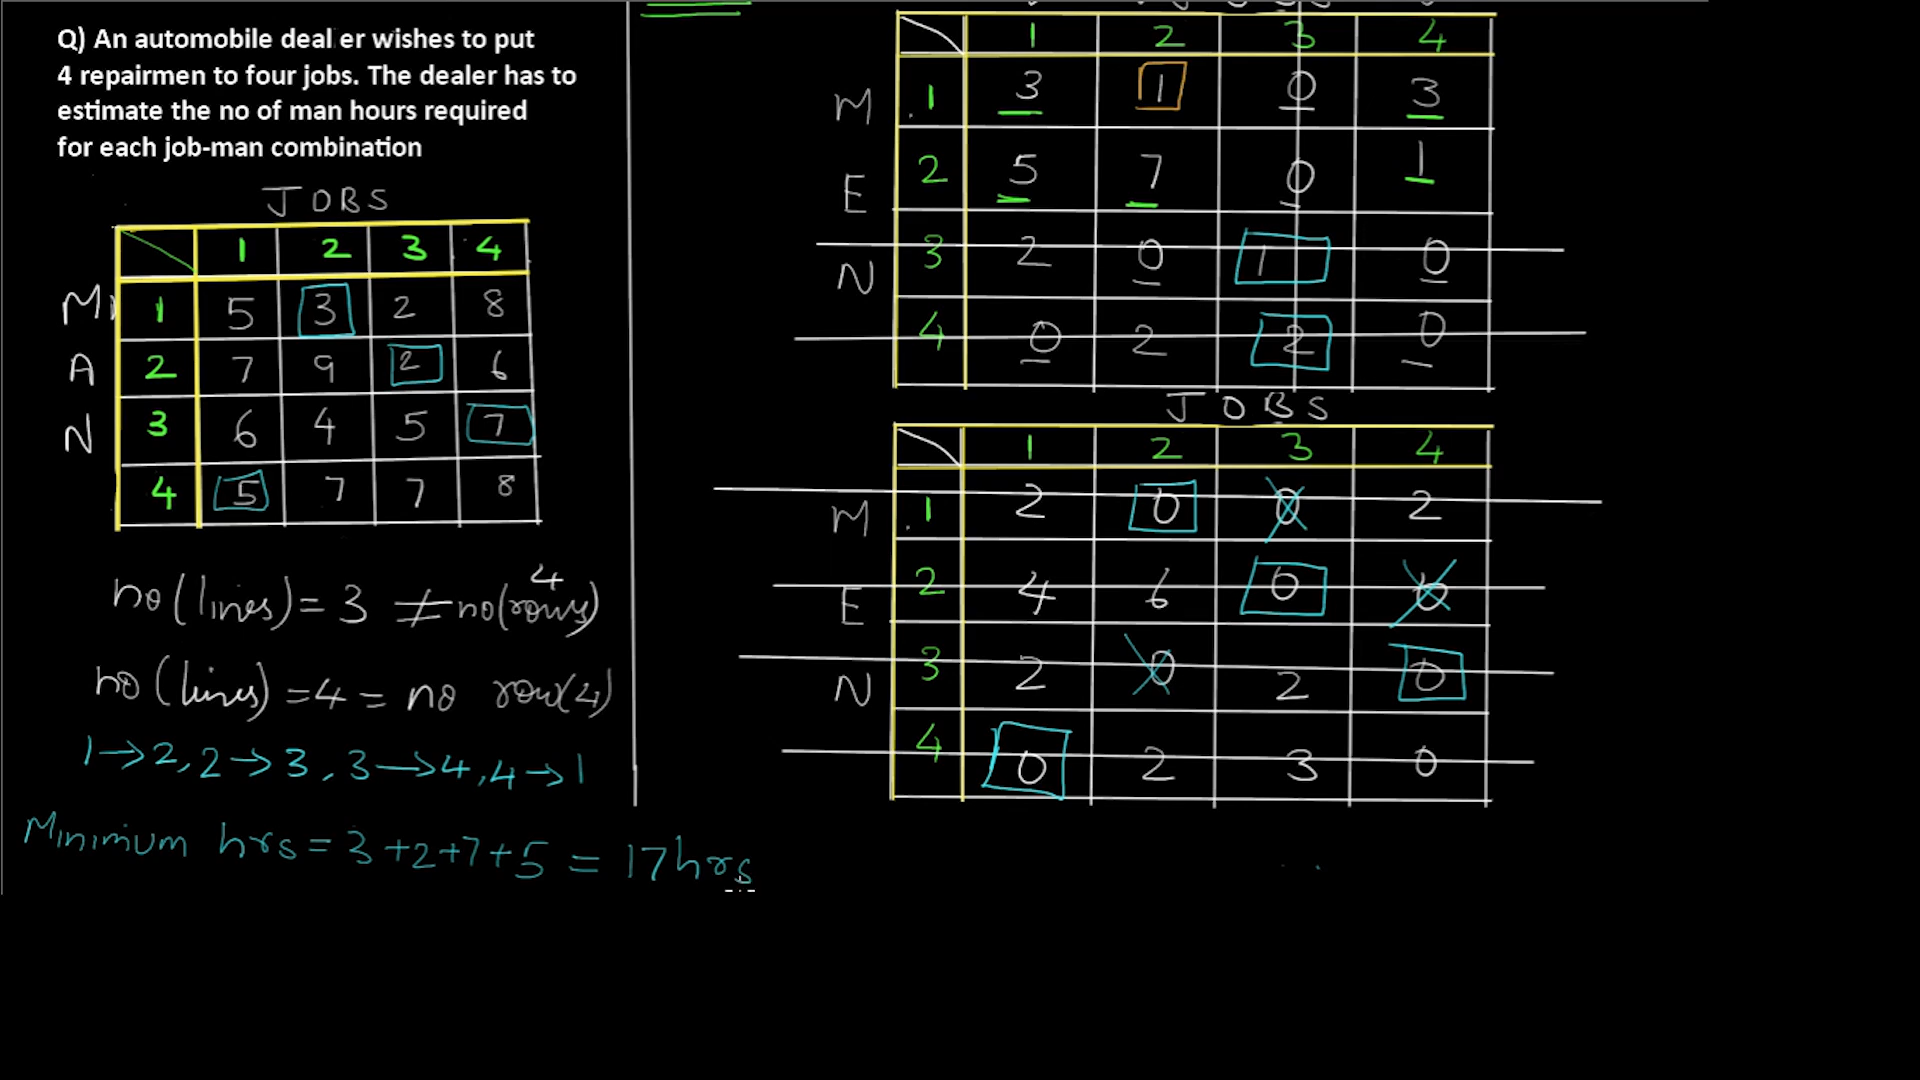 Q) An automobile deal er wishes to put
4 repairmen to four jobs. The dealer has to
estimate the no of man hours required
for each job-man combination
JOBS
1 2 3 4
M 1 5 3 2 8
A 2 7 9 2 6
N 3 6 4 5 7
4 5 7 7 8
no (lines) = 3 ≠ no(rows) 4
no (lines) = 4 = no row(4)
1→2, 2→3, 3→4, 4→1
Minimum hrs = 3+2+7+5 = 17hrs
1 2 3 4
M .1 3 1 0 3
E 2 5 7 0 1
N 3 2 0 1 0
4 0 2 2 0
JOBS
1 2 3 4
M .1 2 0 0 2
E 2 4 6 0 0
N 3 2 0 2 0
4 0 2 3 0